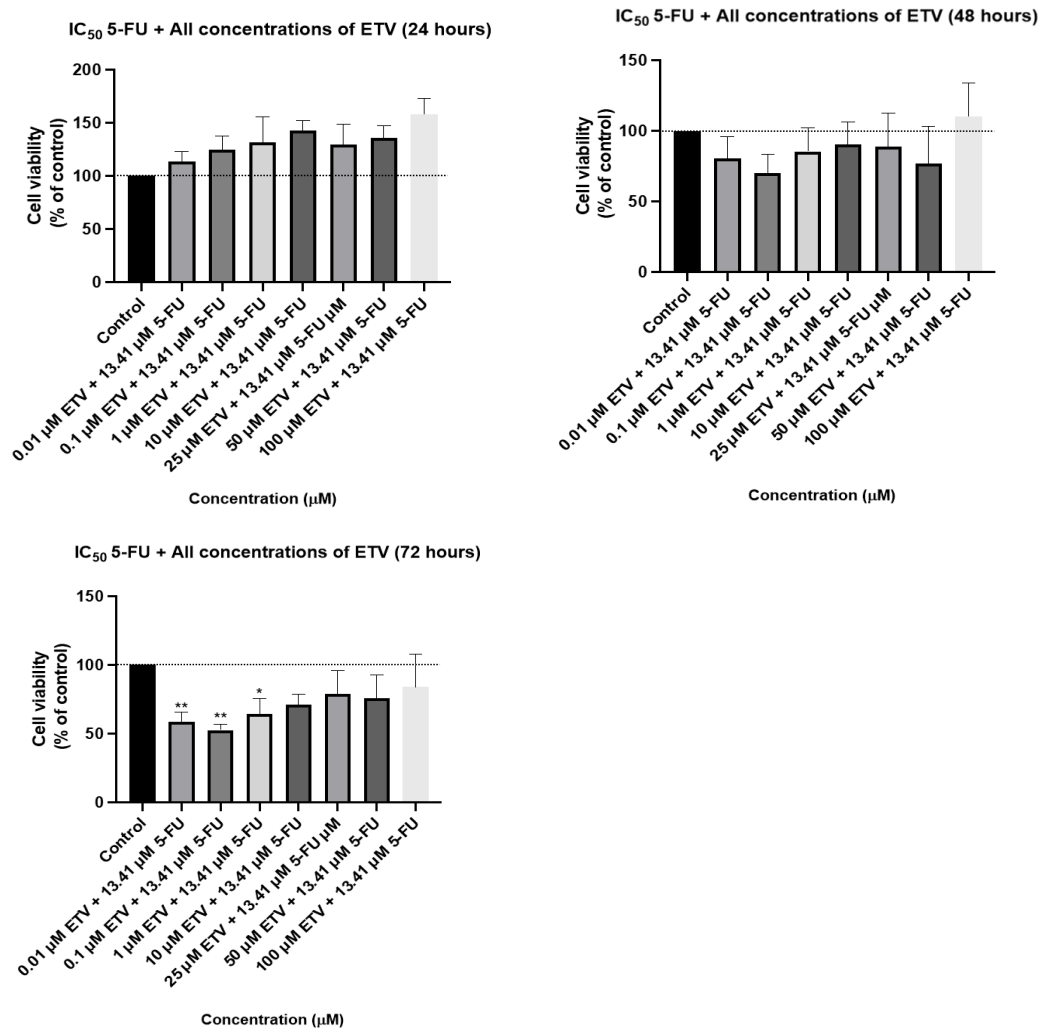 IC50 5-FU + All concentrations of ETV (24 hours)
Cell viability
(% of control)
200
150
100
50
0
Control
0.01 µM ETV + 13.41 µM 5-FU
0.1 µM ETV + 13.41 µM 5-FU
1 µM ETV + 13.41 µM 5-FU
10 µM ETV + 13.41 µM 5-FU
25 µM ETV + 13.41 µM 5-FU µM
50 µM ETV + 13.41 µM 5-FU
100 µM ETV + 13.41 µM 5-FU
Concentration (µM)
IC50 5-FU + All concentrations of ETV (48 hours)
Cell viability
(% of control)
150
100
50
0
Control
0.01 µM ETV + 13.41 µM 5-FU
0.1 µM ETV + 13.41 µM 5-FU
1 µM ETV + 13.41 µM 5-FU
10 µM ETV + 13.41 µM 5-FU
25 µM ETV + 13.41 µM 5-FU µM
50 µM ETV + 13.41 µM 5-FU
100 µM ETV + 13.41 µM 5-FU
Concentration (µM)
IC50 5-FU + All concentrations of ETV (72 hours)
Cell viability
(% of control)
150
100
50
0
**
**
*
Control
0.01 µM ETV + 13.41 µM 5-FU
0.1 µM ETV + 13.41 µM 5-FU
1 µM ETV + 13.41 µM 5-FU
10 µM ETV + 13.41 µM 5-FU
25 µM ETV + 13.41 µM 5-FU µM
50 µM ETV + 13.41 µM 5-FU
100 µM ETV + 13.41 µM 5-FU
Concentration (µM)